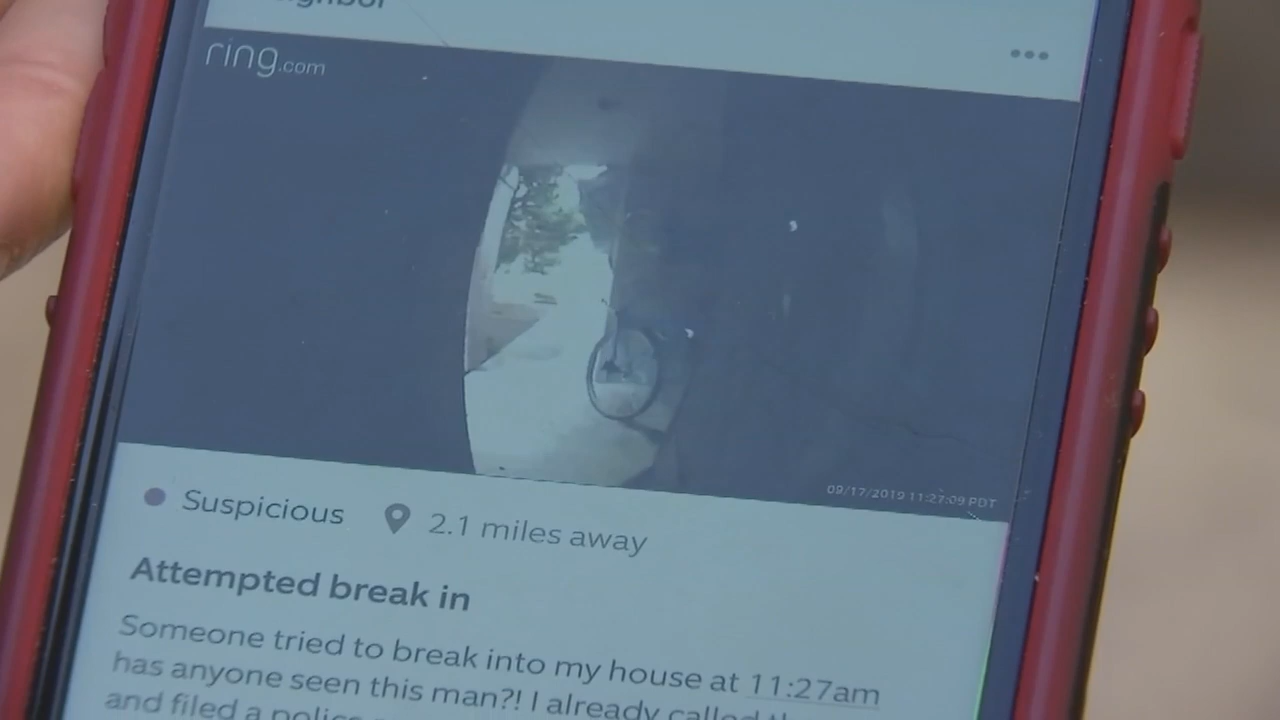 ring.com
09/17/2019 11:27:09 PDT
Suspicious 2.1 miles away
Attempted break in
Someone tried to break into my house at 11:27am
has anyone seen this man?! I already called
and filed a